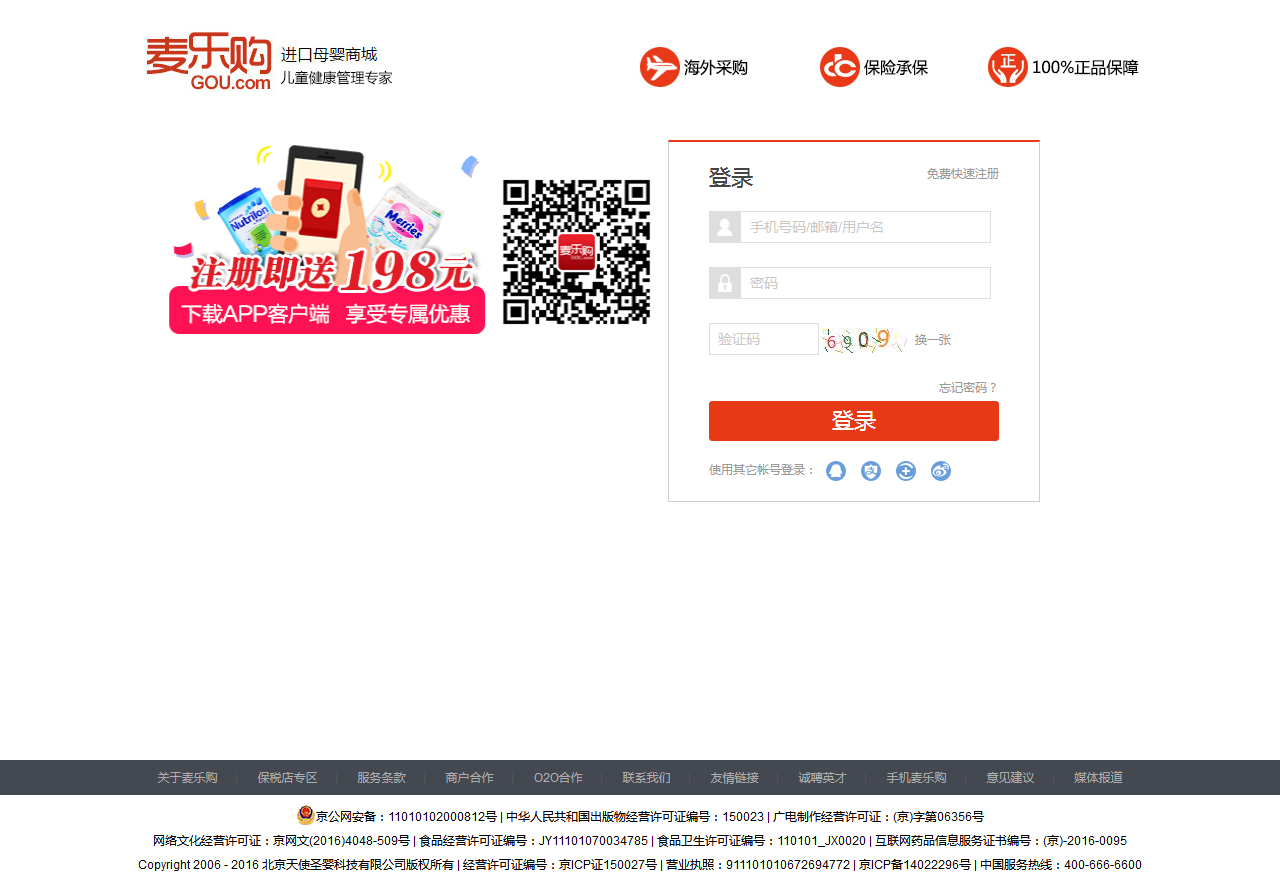 麦乐购
GOU.com
进口母婴商城
儿童健康管理专家
海外采购
保险承保
正
100%正品保障
Nutrilon
Merries
注册即送198元
下载APP客户端 享受专属优惠
麦乐购
登录
免费快速注册
手机号码/邮箱/用户名
密码
验证码
6909
换一张
忘记密码？
登录
使用其它帐号登录：
关于麦乐购 保税店专区 服务条款 商户合作 O2O合作 联系我们 友情链接 诚聘英才 手机麦乐购 意见建议 媒体报道
京公网安备：11010102000812号 | 中华人民共和国出版物经营许可证编号：150023 | 广电制作经营许可证：(京)字第06356号
网络文化经营许可证：京网文(2016)4048-509号 | 食品经营许可证编号：JY11101070034785 | 食品卫生许可证编号：110101_JX0020 | 互联网药品信息服务证书编号：(京)-2016-0095
Copyright 2006 - 2016 北京天使圣婴科技有限公司版权所有 | 经营许可证编号：京ICP证150027号 | 营业执照：911101010672694772 | 京ICP备14022296号 | 中国服务热线：400-666-6600